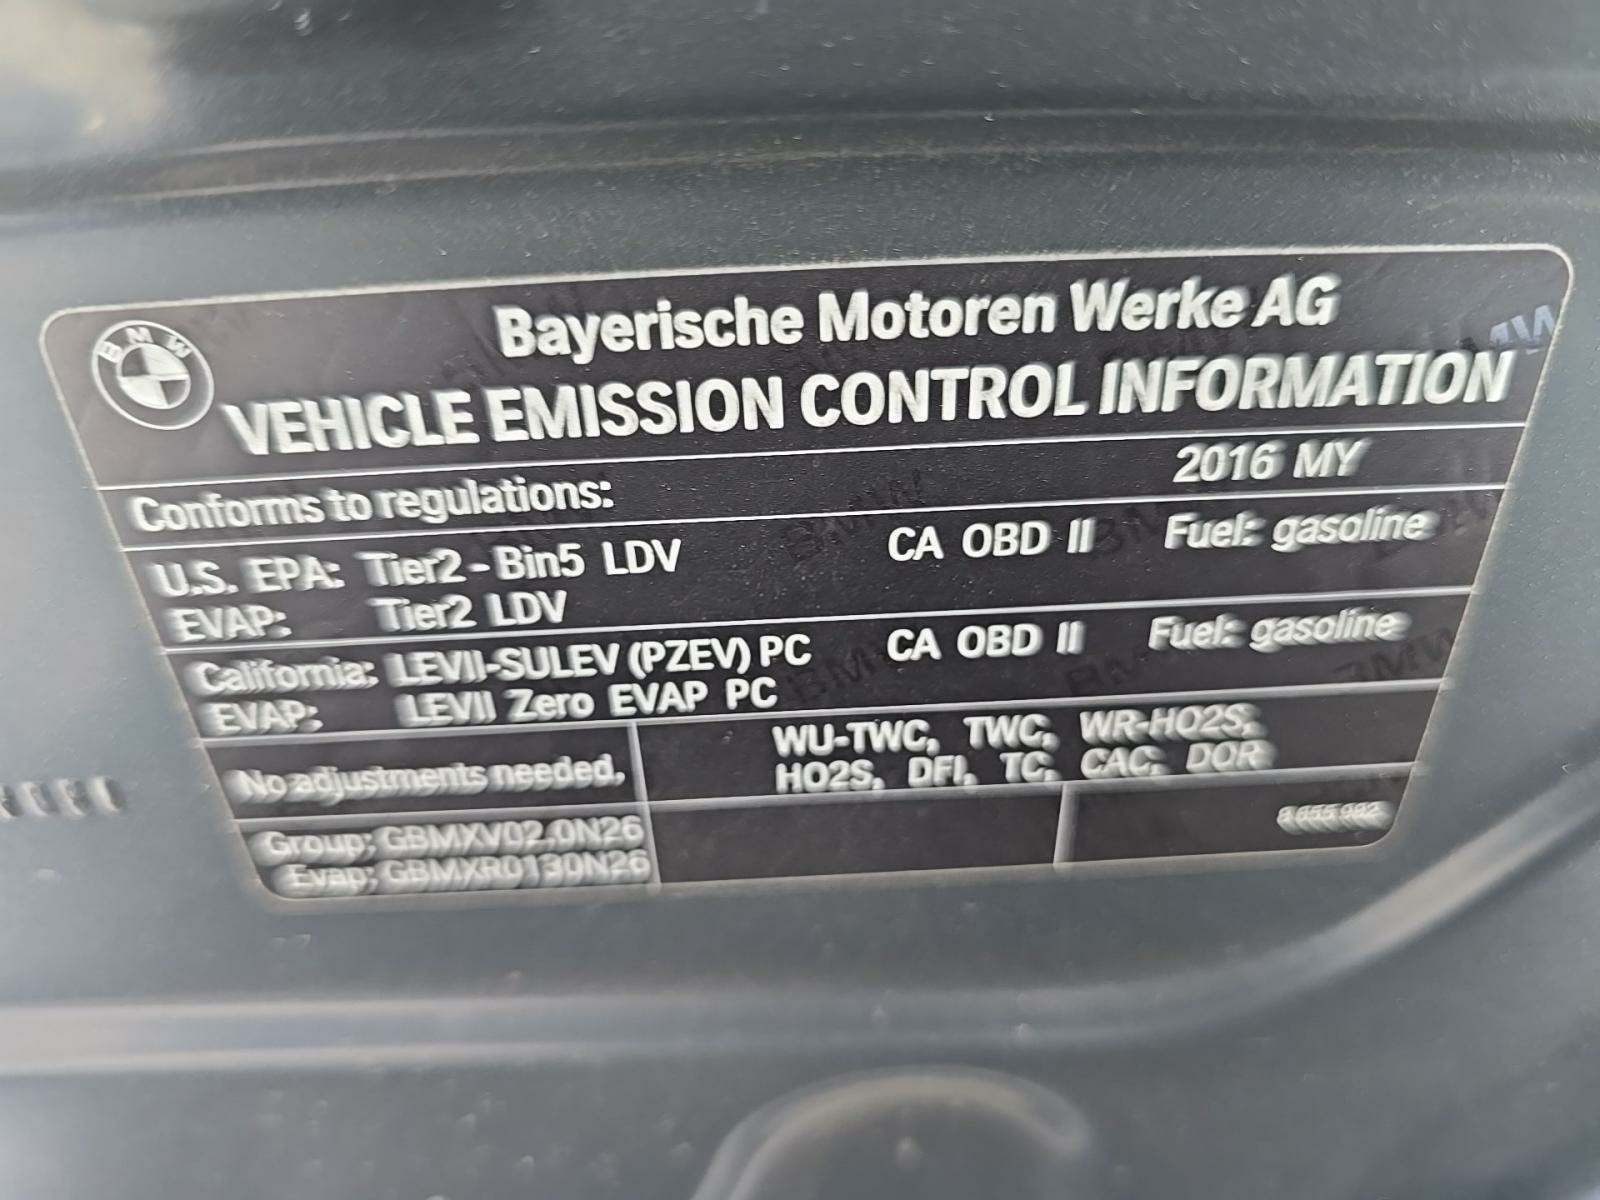 BMW
Bayerische Motoren Werke AG
VEHICLE EMISSION CONTROL INFORMATION
Conforms to regulations: 2016 MY
U.S. EPA: Tier2-Bin5 LDV CA OBD II Fuel: gasoline
EVAP: Tier2 LDV
California: LEVII-SULEV (PZEV) PC CA OBD II Fuel: gasoline
EVAP: LEVII Zero EVAP PC
No adjustments needed.
WU-TWC, TWC, WR-HO2S,
HO2S, DFI, TC, CAC, DOR
Group: GBMXV02.0N26
Evap: GBMXR0130N26